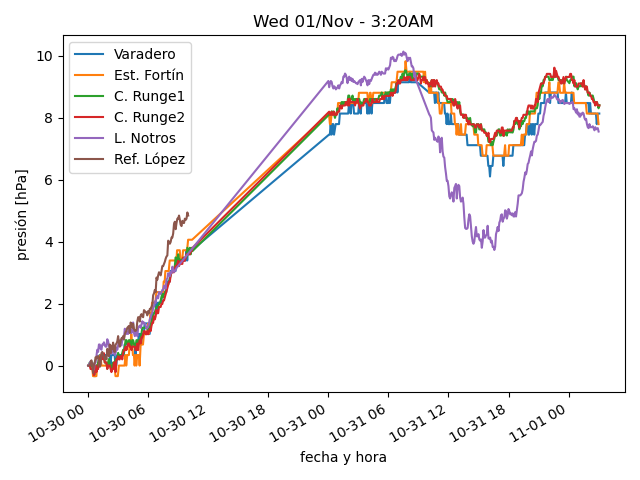 Wed 01/Nov - 3:20AM
Varadero
Est. Fortín
C. Runge1
C. Runge2
L. Notros
Ref. López
presión [hPa]
10
8
6
4
2
0
10-30 00
10-30 06
10-30 12
10-30 18
10-31 00
10-31 06
10-31 12
10-31 18
11-01 00
fecha y hora